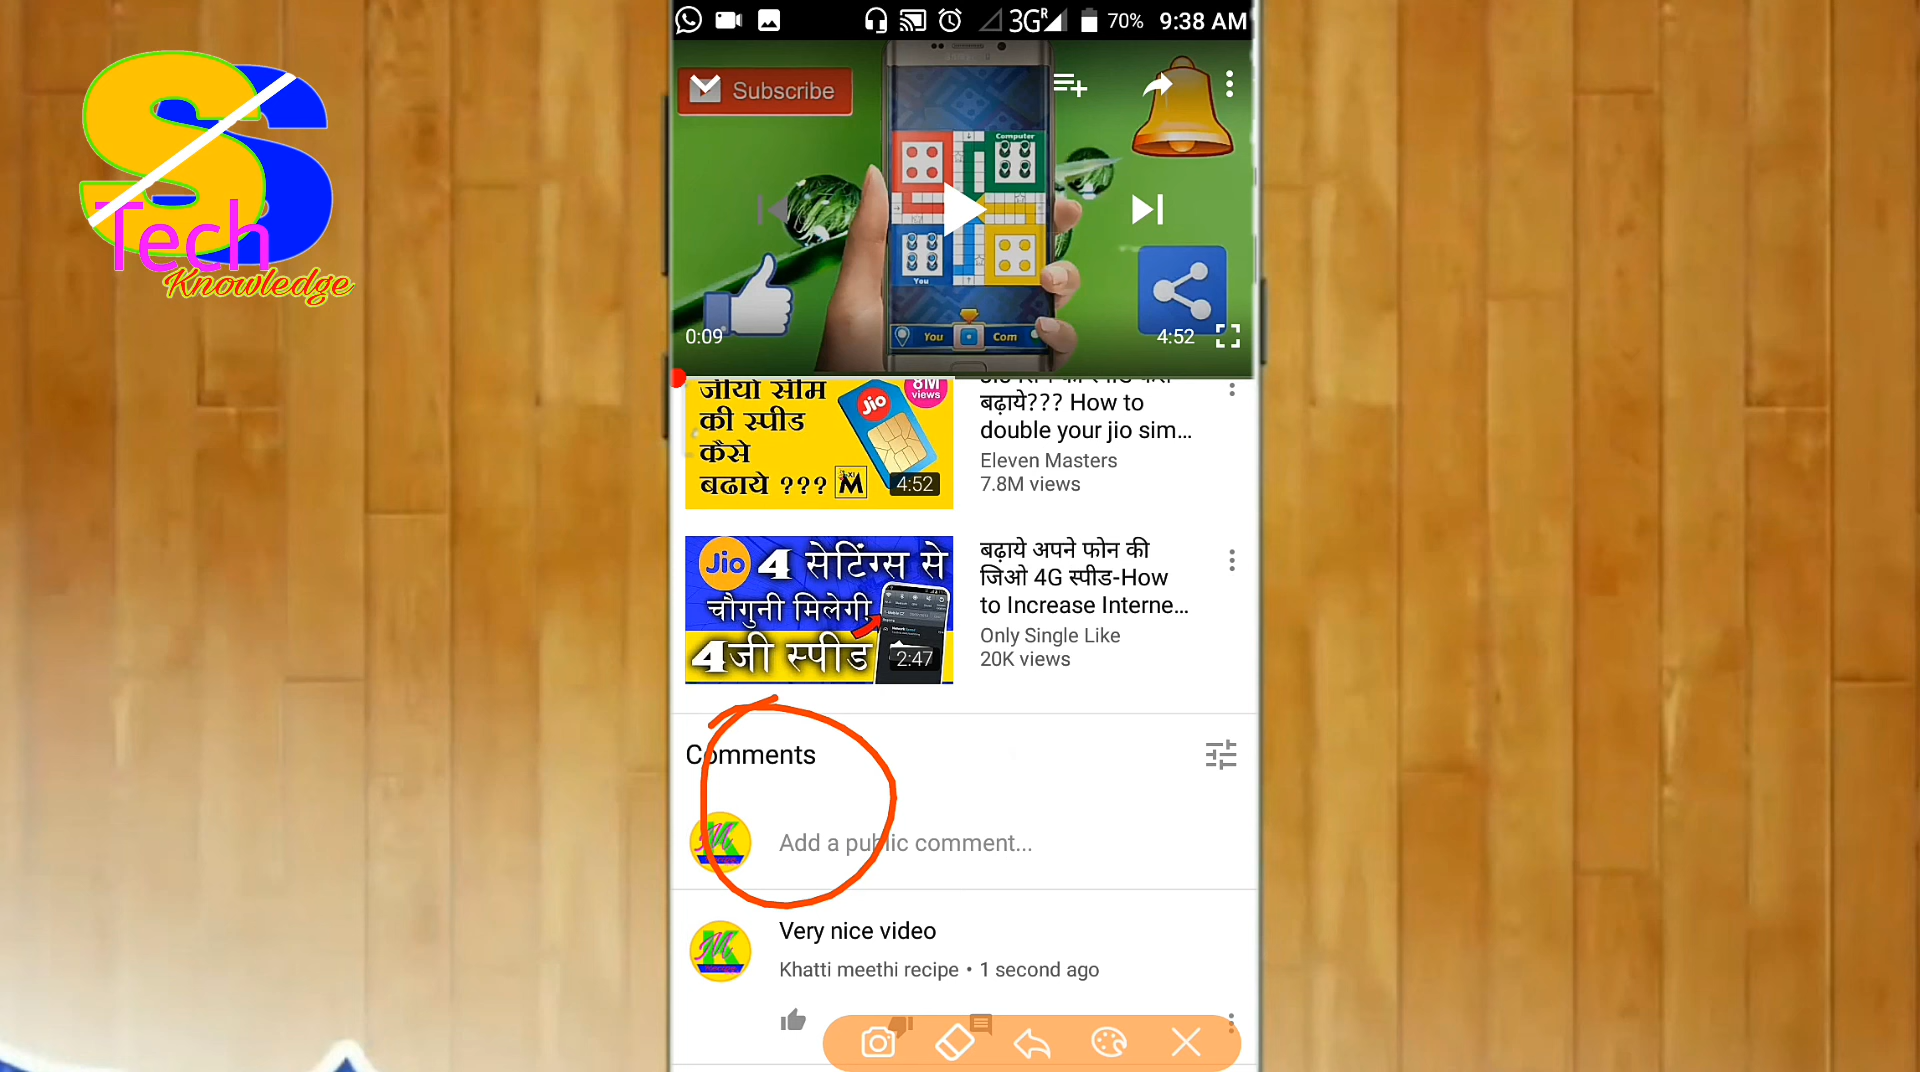 3G R 70% 9:38 AM
SS
Tech
Knowledge
Subscribe
Computer
You
You Com
0:09
4:52
जीयो सीम
की स्पीड
कैसे
बढाये ???
8M
views
Jio
M
4:52
बढ़ाये??? How to
double your jio sim...
Eleven Masters
7.8M views
Jio 4 सेटिंग्स से
चौगुनी मिलेगी
4जी स्पीड
2:47
बढ़ाये अपने फोन की
जिओ 4G स्पीड-How
to Increase Interne...
Only Single Like
20K views
Comments
Add a public comment...
Very nice video
Khatti meethi recipe • 1 second ago